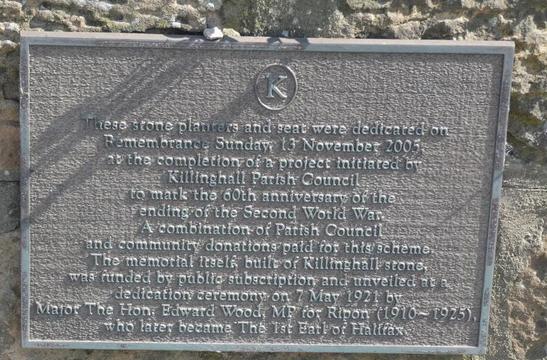 K
These stone planters and seat were dedicated on
Remembrance Sunday, 13 November 2005,
at the completion of a project initiated by
Killinghall Parish Council
to mark the 60th anniversary of the
ending of the Second World War.
A combination of Parish Council
and community donations paid for this scheme.
The memorial itself, built of Killinghall stone,
was funded by public subscription and unveiled at a
dedication ceremony on 7 May 1921 by
Major The Hon. Edward Wood, MP for Ripon (1910~1925),
who later became The 1st Earl of Halifax.